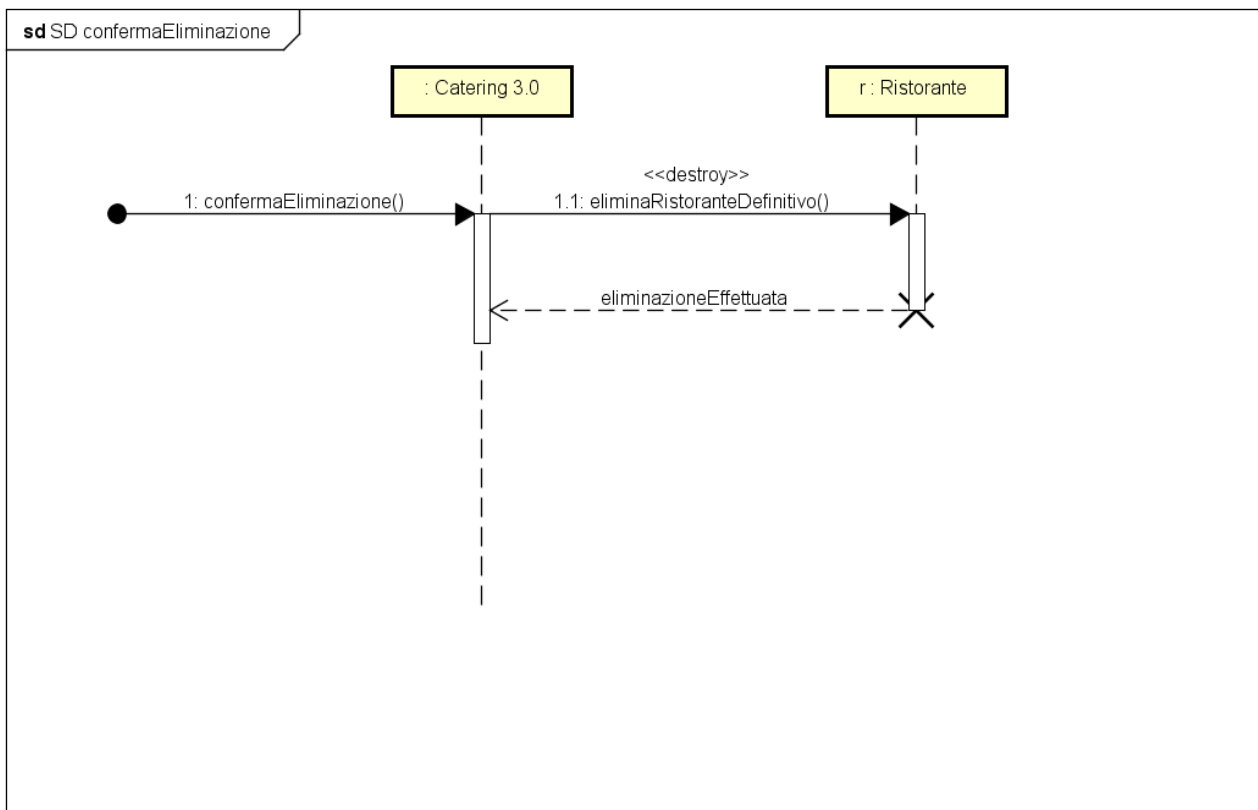 sd SD confermaEliminazione
: Catering 3.0
r : Ristorante
<<destroy>>
1: confermaEliminazione()
1.1: eliminaRistoranteDefinitivo()
eliminazioneEffettuata